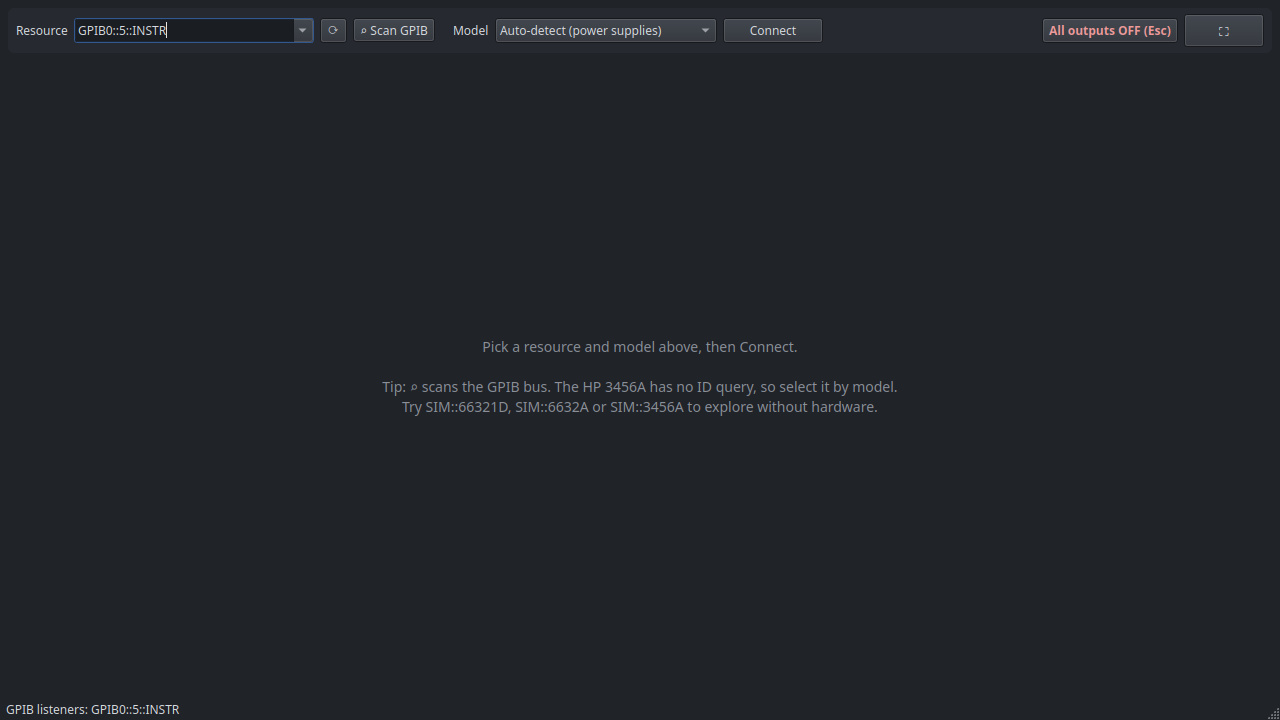 Resource GPIB0::5::INSTR ⟳ ⌕ Scan GPIB Model Auto-detect (power supplies) Connect All outputs OFF (Esc) ⛶
Pick a resource and model above, then Connect.
Tip: ⌕ scans the GPIB bus. The HP 3456A has no ID query, so select it by model.
Try SIM::66321D, SIM::6632A or SIM::3456A to explore without hardware.
GPIB listeners: GPIB0::5::INSTR